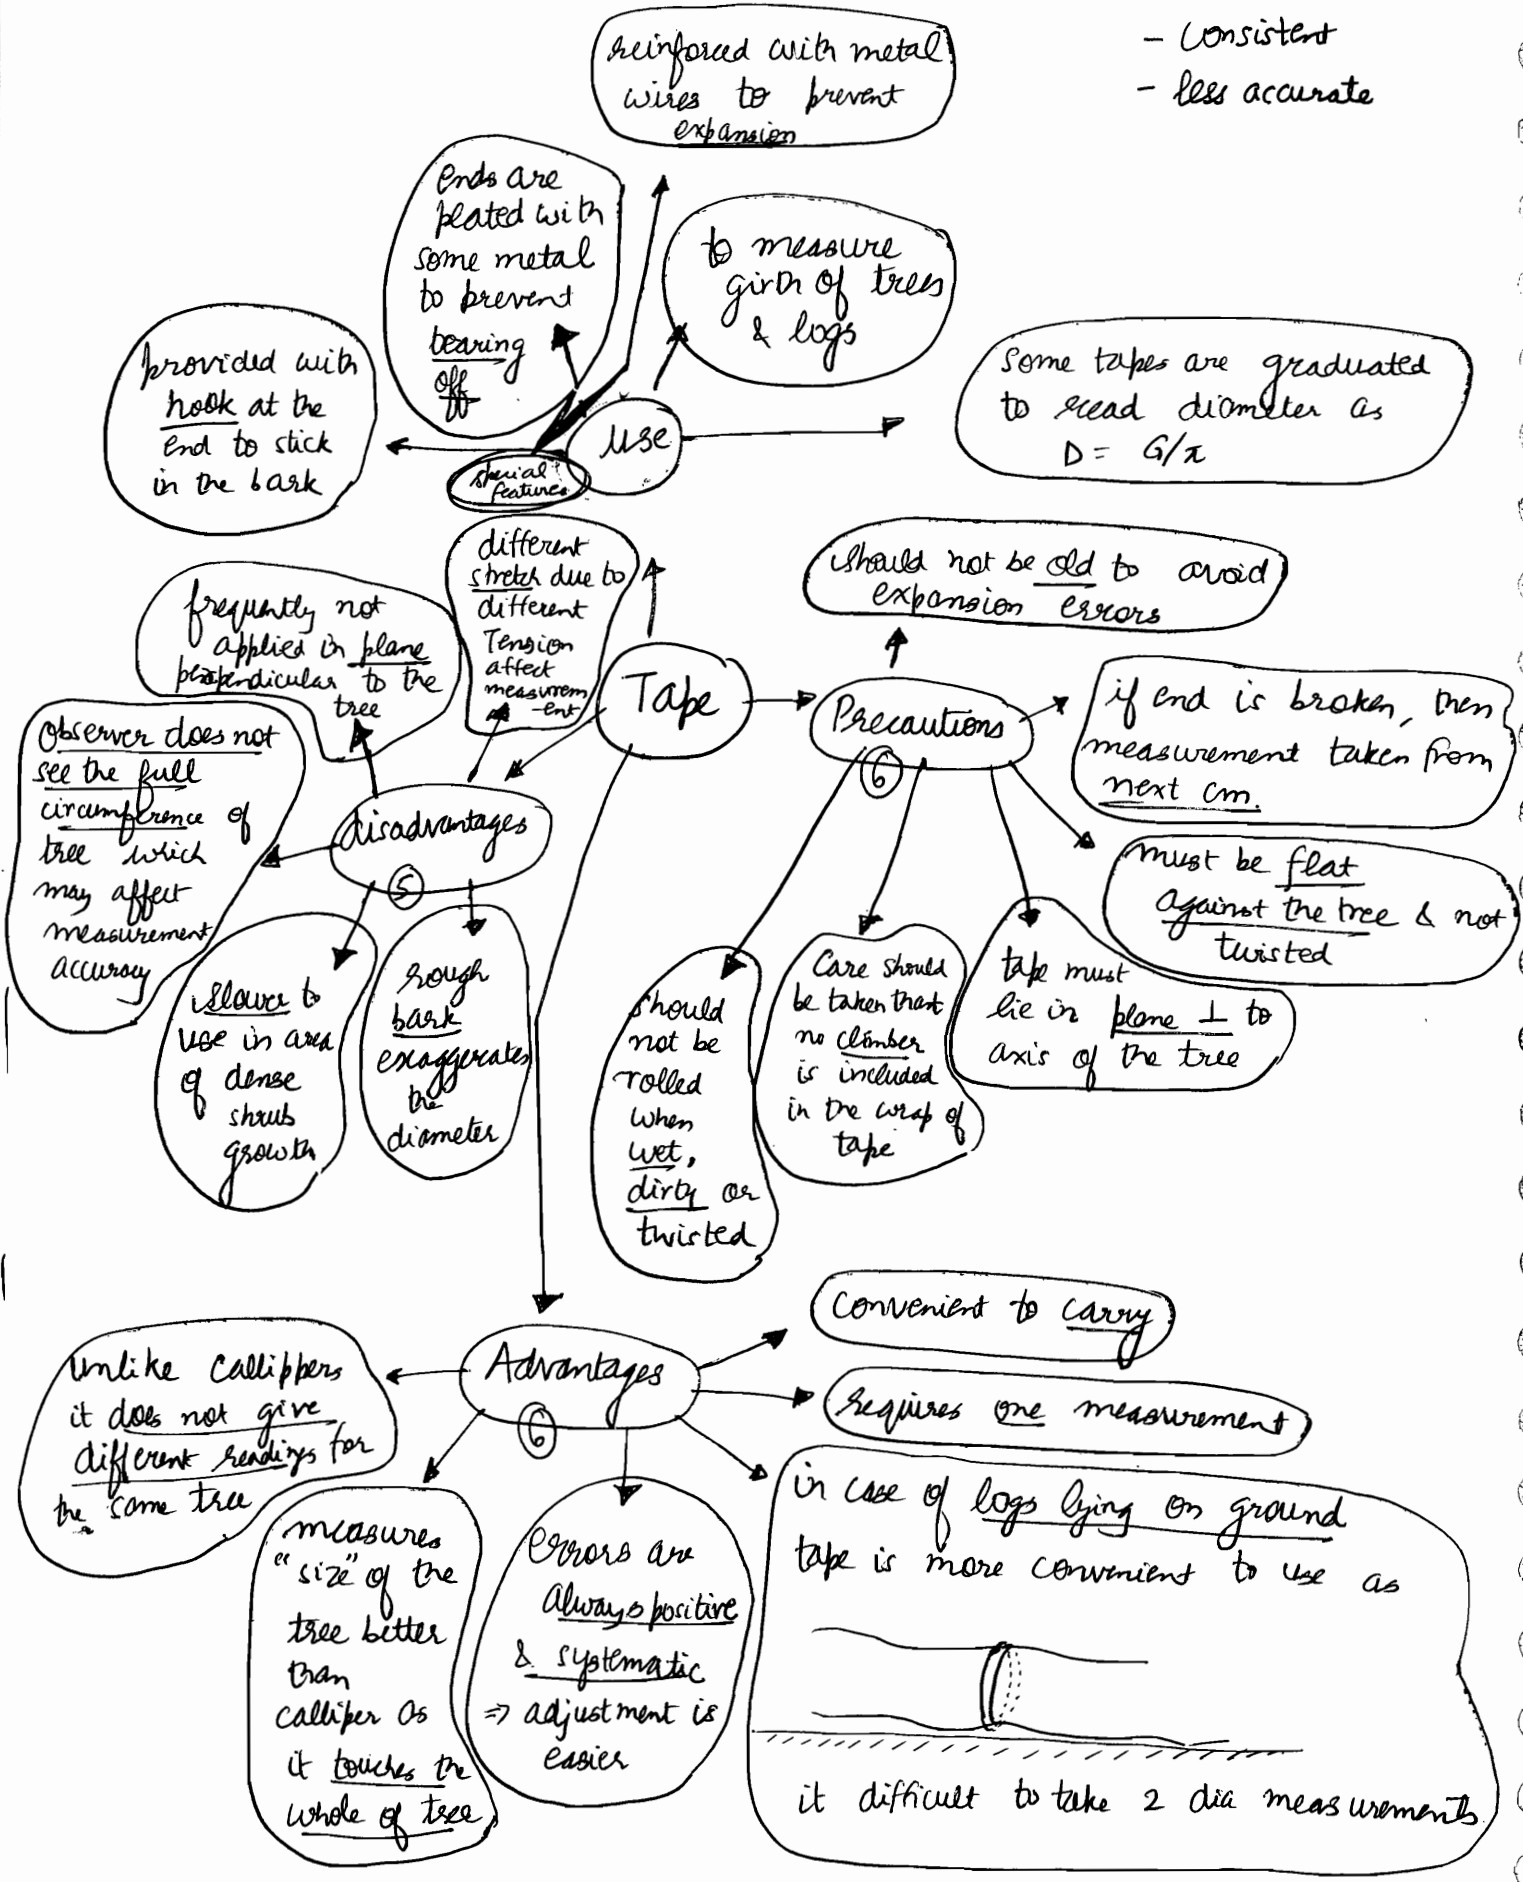 reinforced with metal
wires to prevent
expansion
- consistent
- less accurate
ends are
plated with
some metal
to prevent
tearing
off
to measure
girth of trees
& logs
provided with
hook at the
end to stick
in the bark
use
special
features
some tapes are graduated
to read diameter as
D = G/π
different
stretch due to
different
Tension
affect
measurem
-ent
should not be old to avoid
expansion errors
frequently not
applied in plane
perpendicular to the
tree
Tape
Precautions
6
if end is broken, then
measurement taken from
next cm.
Observer does not
see the full
circumference of
tree which
may affect
measurement
accuracy
disadvantages
5
must be flat
against the tree & not
twisted
slower to
use in area
of dense
shrub
growth
rough
bark
exaggerates
the
diameter
should
not be
rolled
when
wet,
dirty or
twisted
Care should
be taken that
no climber
is included
in the wrap of
tape
tape must
lie in plane ⊥ to
axis of the tree
Advantages
6
convenient to carry
requires one measurement
unlike callippers
it does not give
different readings for
the same tree
measures
"size" of the
tree better
than
calliper as
it touches the
whole of tree
errors are
always positive
& systematic
⇒ adjustment is
easier
in case of logs lying on ground
tape is more convenient to use as
it difficult to take 2 dia measurements